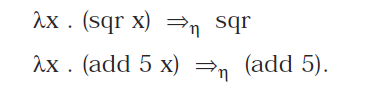 λx . (sqr x) ⇒η sqr
λx . (add 5 x) ⇒η (add 5).